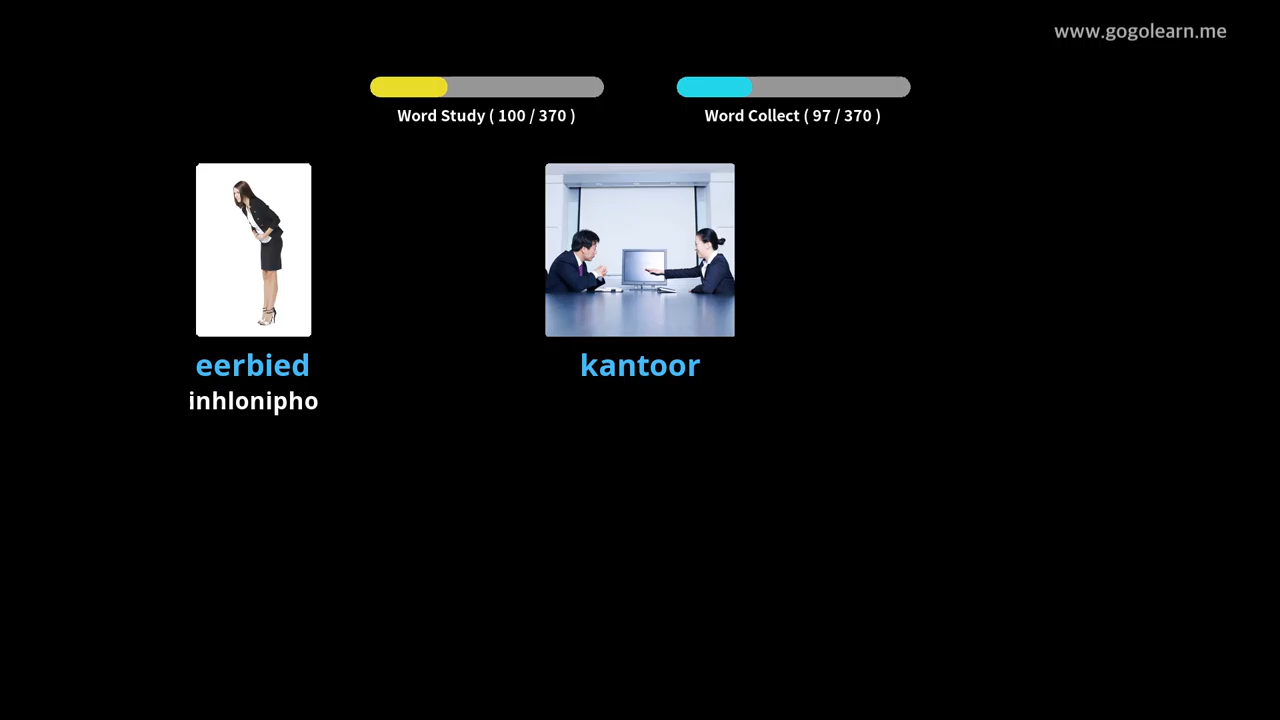 www.gogolearn.me
Word Study ( 100 / 370 )
Word Collect ( 97 / 370 )
eerbied
inhlonipho
kantoor